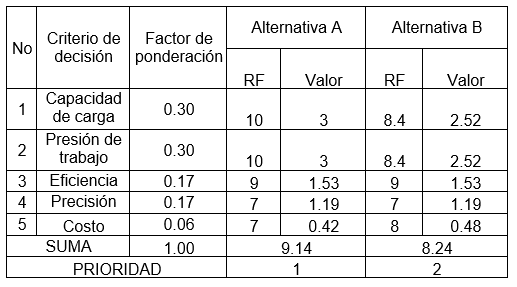 No Criterio de decisión Factor de ponderación Alternativa A Alternativa B
RF Valor RF Valor
1 Capacidad de carga 0.30 10 3 8.4 2.52
2 Presión de trabajo 0.30 10 3 8.4 2.52
3 Eficiencia 0.17 9 1.53 9 1.53
4 Precisión 0.17 7 1.19 7 1.19
5 Costo 0.06 7 0.42 8 0.48
SUMA 1.00 9.14 8.24
PRIORIDAD 1 2